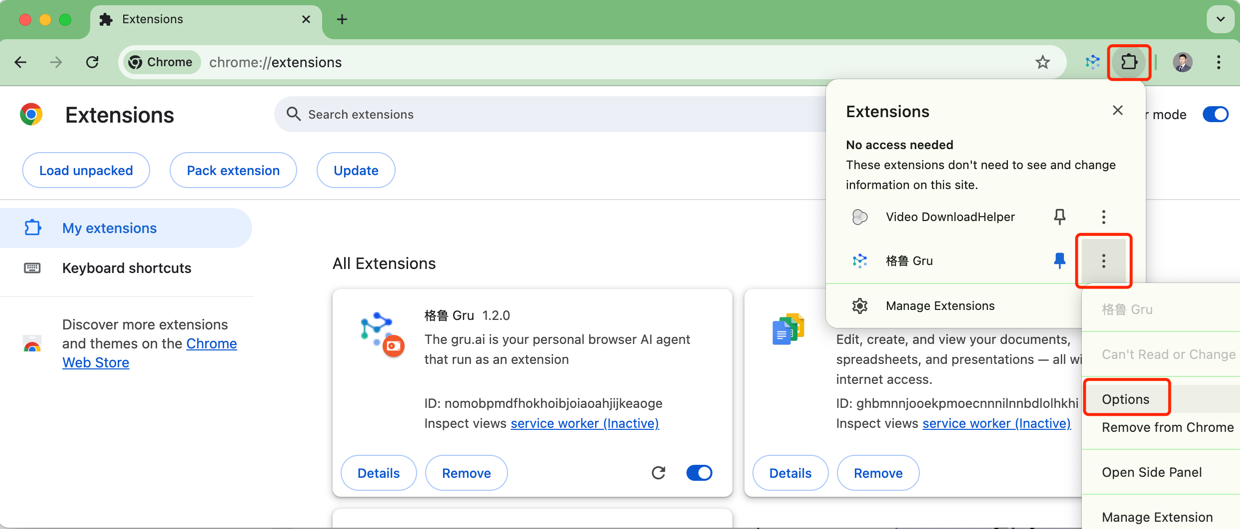 Extensions
Chrome
chrome://extensions
Extensions
Search extensions
r mode
Load unpacked
Pack extension
Update
My extensions
Keyboard shortcuts
Discover more extensions
and themes on the Chrome
Web Store
All Extensions
格鲁 Gru 1.2.0
The gru.ai is your personal browser AI agent
that run as an extension
ID: nomobpmdfhokhoibjoiaoahjijkeaoge
Inspect views service worker (Inactive)
Details
Remove
Edit, create, and view your documents,
spreadsheets, and presentations — all wi
internet access.
ID: ghbmnnjooekpmoecnnnilnnbdlolhkhi
Inspect views service worker (Inactive)
Details
Remove
Extensions
No access needed
These extensions don't need to see and change
information on this site.
Video DownloadHelper
格鲁 Gru
Manage Extensions
格鲁 Gru
Can't Read or Change
Options
Remove from Chrome
Open Side Panel
Manage Extension